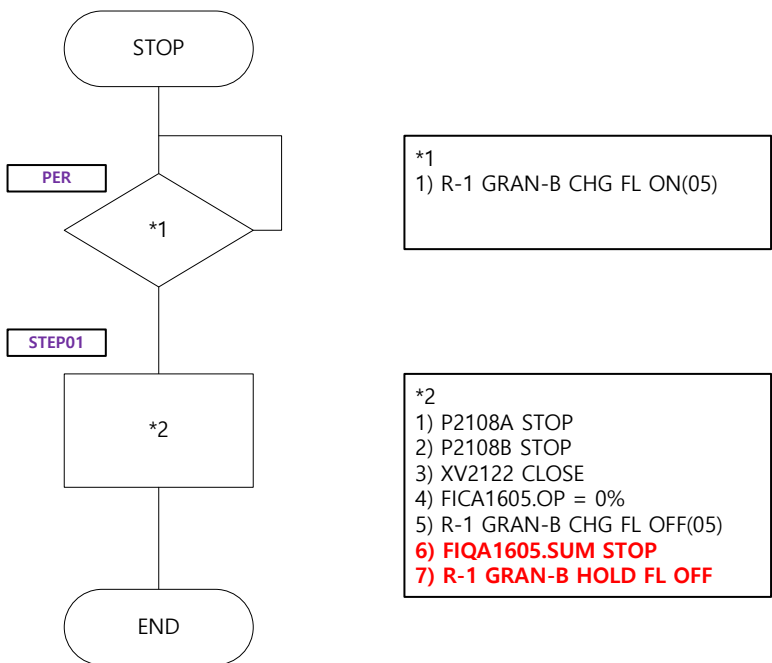 STOP
PER
*1
*1
1) R-1 GRAN-B CHG FL ON(05)
STEP01
*2
*2
1) P2108A STOP
2) P2108B STOP
3) XV2122 CLOSE
4) FICA1605.OP = 0%
5) R-1 GRAN-B CHG FL OFF(05)
6) FIQA1605.SUM STOP
7) R-1 GRAN-B HOLD FL OFF
END